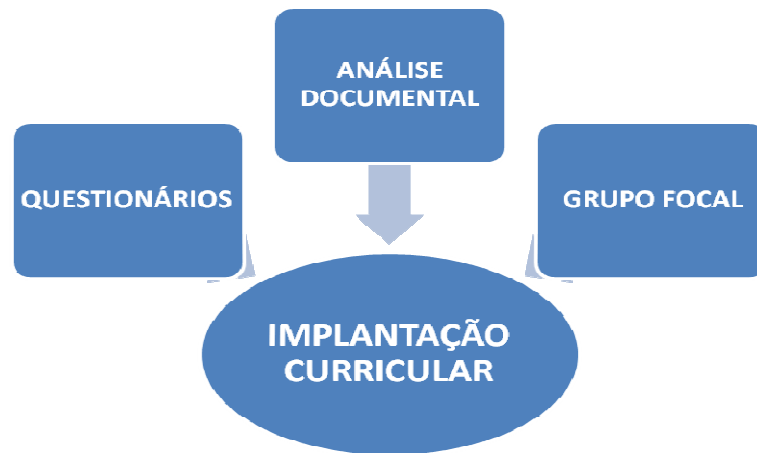 ANÁLISE
DOCUMENTAL
QUESTIONÁRIOS
GRUPO FOCAL
IMPLANTAÇÃO
CURRICULAR